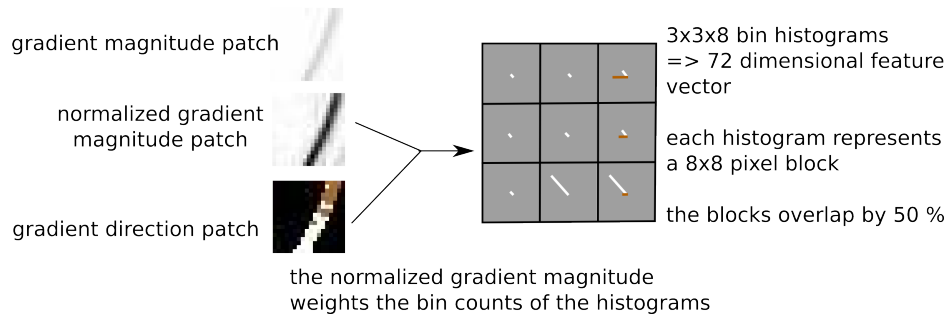 gradient magnitude patch
normalized gradient
magnitude patch
gradient direction patch
3x3x8 bin histograms
=> 72 dimensional feature
vector
each histogram represents
a 8x8 pixel block
the blocks overlap by 50 %
the normalized gradient magnitude
weights the bin counts of the histograms